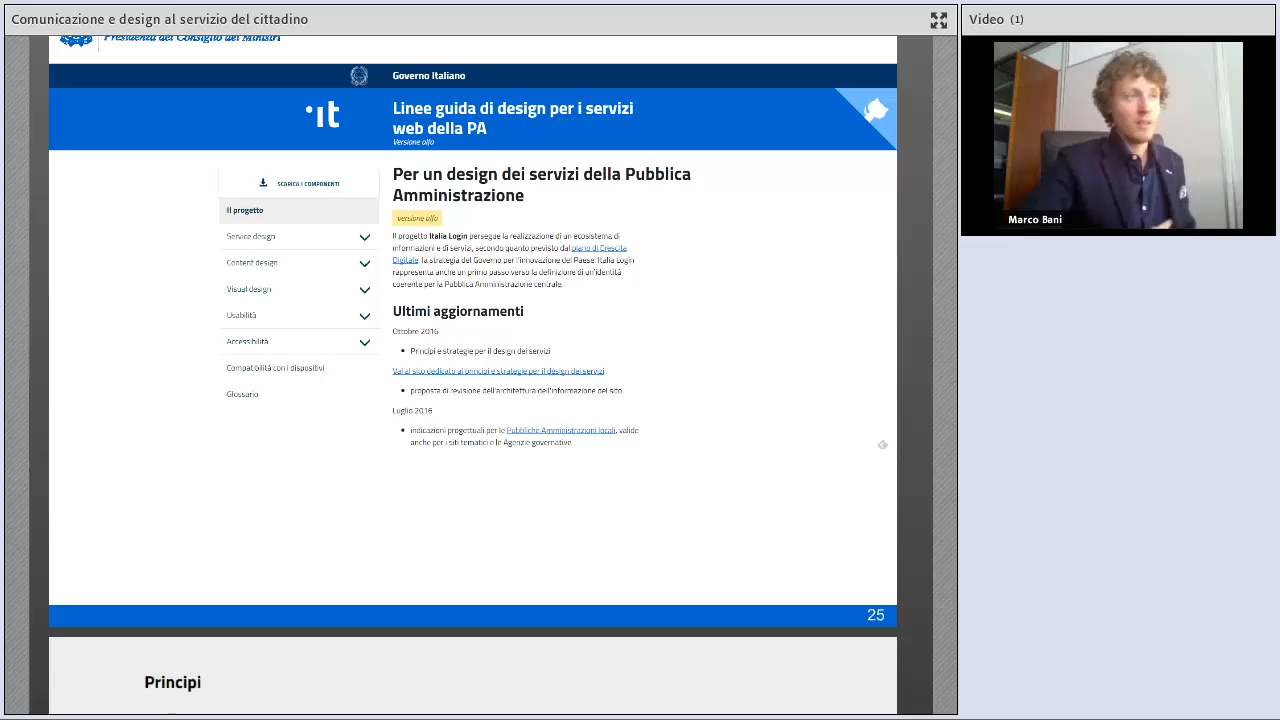 Comunicazione e design al servizio del cittadino
Video (1)
Presidenza del Consiglio dei Ministri
Marco Bani
Governo Italiano
.it
Linee guida di design per i servizi
web della PA
Versione alfa
SCARICA I COMPONENTI
Il progetto
Service design
Content design
Visual design
Usabilità
Accessibilità
Compatibilità con i dispositivi
Glossario
Per un design dei servizi della Pubblica
Amministrazione
versione alfa
Il progetto Italia Login persegue la realizzazione di un ecosistema di
informazioni e di servizi, secondo quanto previsto dal piano di Crescita
Digitale la strategia del Governo per l'innovazione del Paese. Italia Login
rappresenta anche un primo passo verso la definizione di un'identità
coerente per la Pubblica Amministrazione centrale.
Ultimi aggiornamenti
Ottobre 2016
Principi e strategie per il design dei servizi
Vai al sito dedicato ai principi e strategie per il design dei servizi
proposta di revisione dell'architettura dell'informazione del sito
Luglio 2016
indicazioni progettuali per le Pubbliche Amministrazioni locali, valide
anche per i siti tematici e le Agenzie governative
25
Principi